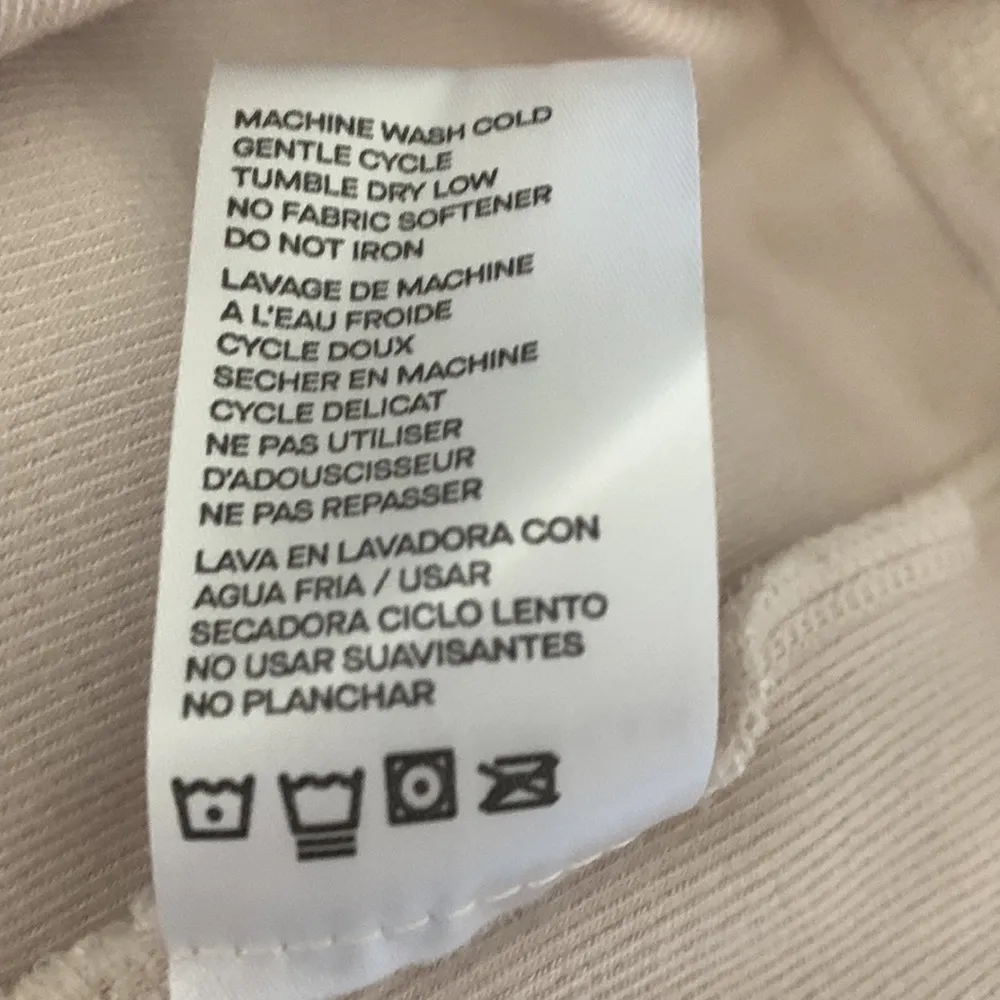 MACHINE WASH COLD
GENTLE CYCLE
TUMBLE DRY LOW
NO FABRIC SOFTENER
DO NOT IRON
LAVAGE DE MACHINE
A L'EAU FROIDE
CYCLE DOUX
SECHER EN MACHINE
CYCLE DELICAT
NE PAS UTILISER
D'ADOUSCISSEUR
NE PAS REPASSER
LAVA EN LAVADORA CON
AGUA FRIA / USAR
SECADORA CICLO LENTO
NO USAR SUAVISANTES
NO PLANCHAR